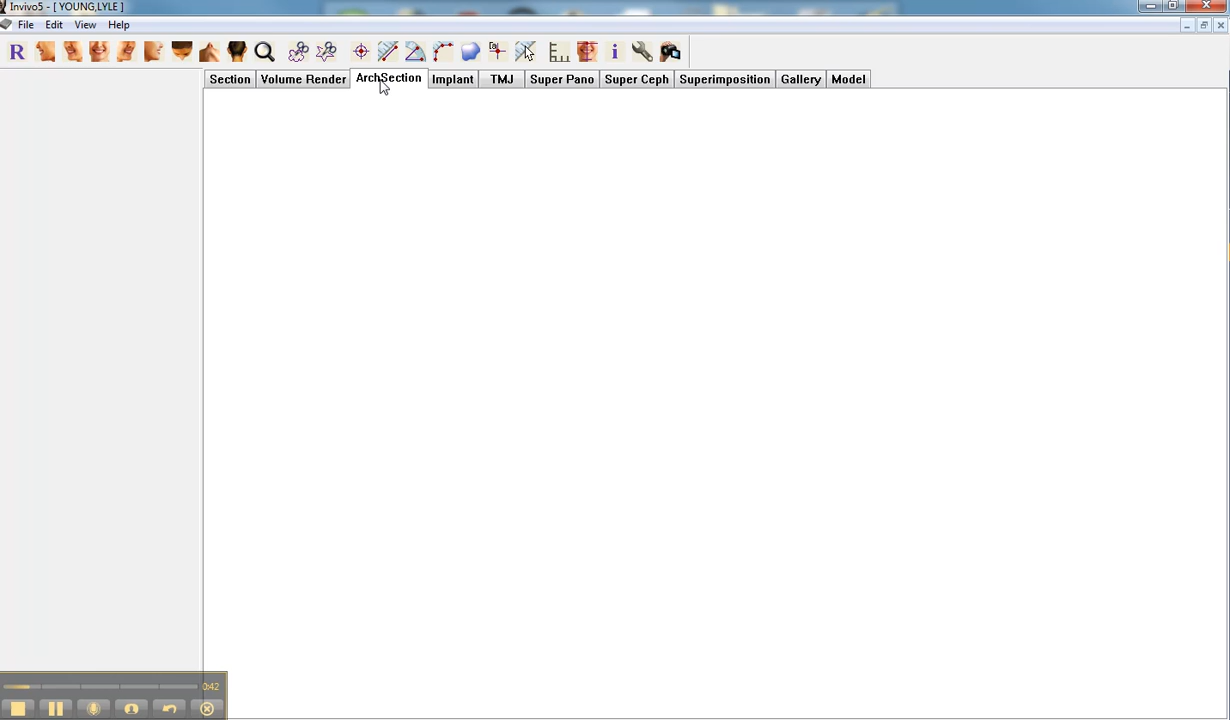 Invivo5 - [ YOUNG,LYLE ]
File Edit View Help
R i
Section Volume Render ArchSection Implant TMJ Super Pano Super Ceph Superimposition Gallery Model
0:42